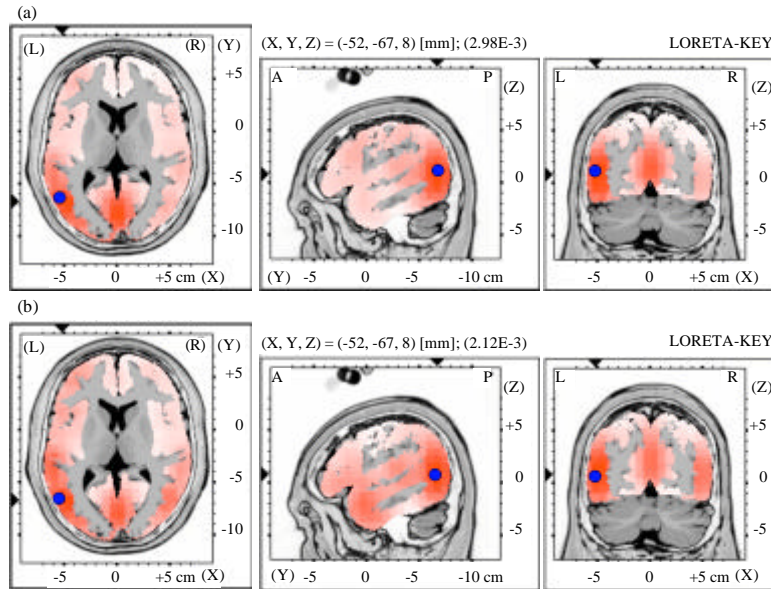 (a)
(L) (R) (Y) (X, Y, Z) = (-52, -67, 8) [mm]; (2.98E-3) LORETA-KEY
A P (Z) L R (Z)
+5 +5 +5
0 0 0
-5 -5 -5
-10
-5 0 +5 cm (X) (Y) +5 0 -5 -10 cm -5 0 +5 cm (X)
(b)
(L) (R) (Y) (X, Y, Z) = (-52, -67, 8) [mm]; (2.12E-3) LORETA-KEY
A P (Z) L R (Z)
+5 +5 +5
0 0 0
-5 -5 -5
-10
-5 0 +5 cm (X) (Y) +5 0 -5 -10 cm -5 0 +5 cm (X)